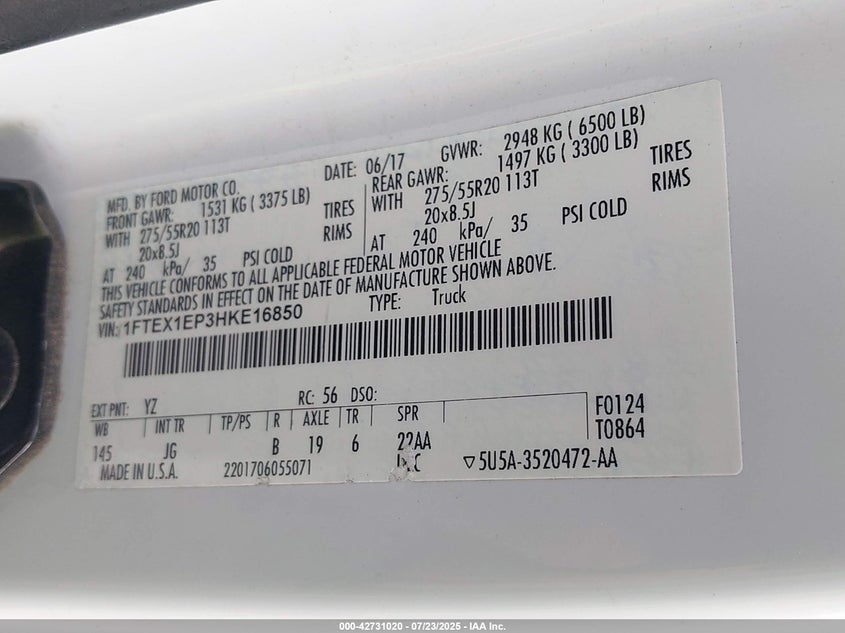 MFD. BY FORD MOTOR CO. DATE: 06/17 GVWR: 2948 KG ( 6500 LB)
FRONT GAWR: 1531 KG ( 3375 LB) REAR GAWR: 1497 KG ( 3300 LB)
WITH 275/55R20 113T TIRES WITH 275/55R20 113T TIRES
20x8.5J RIMS 20x8.5J RIMS
AT 240 kPa/ 35 PSI COLD AT 240 kPa/ 35 PSI COLD
THIS VEHICLE CONFORMS TO ALL APPLICABLE FEDERAL MOTOR VEHICLE
SAFETY STANDARDS IN EFFECT ON THE DATE OF MANUFACTURE SHOWN ABOVE.
VIN: 1FTEX1EP3HKE16850 TYPE: Truck
EXT PNT: YZ RC: 56 DSO:
WB INT TR TP/PS R AXLE TR SPR F0124
145 JG B 19 6 22AA T0864
MADE IN U.S.A. 2201706055071 ▽5U5A-3520472-AA
000-42731020 / 07/23/2025 - IAA Inc.